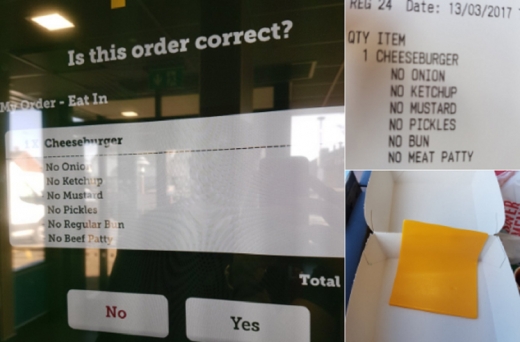 Is this order correct?
My Order - Eat In
1 X Cheeseburger
No Onion
No Ketchup
No Mustard
No Pickles
No Regular Bun
No Beef Patty
Total
No
Yes
REG 24 Date: 13/03/2017
QTY ITEM
1 CHEESEBURGER
NO ONION
NO KETCHUP
NO MUSTARD
NO PICKLES
NO BUN
NO MEAT PATTY